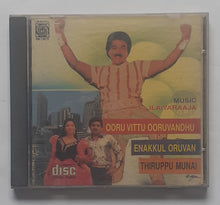 MUSIC
ILAIYARAAJA
OORU VITTU OORUVANDHU
ENAKKUL ORUVAN
THIRUPPU MUNAI
disc